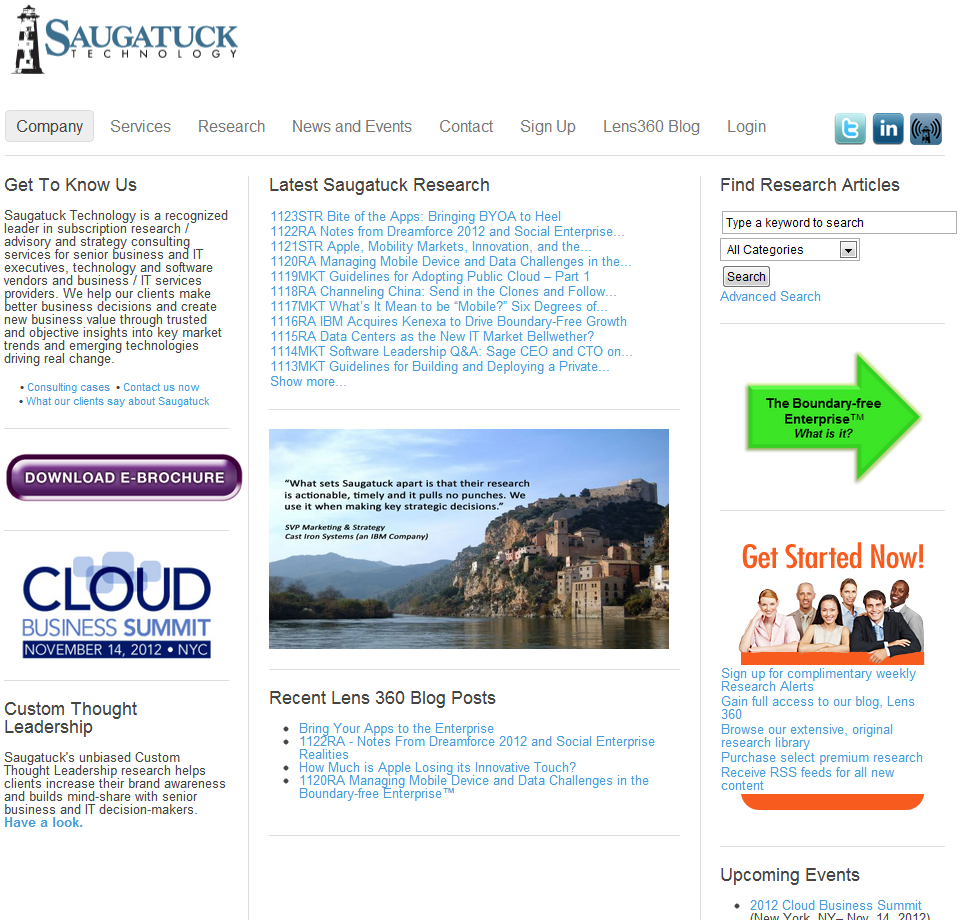 SAUGATUCK
TECHNOLOGY
Company
Services
Research
News and Events
Contact
Sign Up
Lens360 Blog
Login
Get To Know Us
Saugatuck Technology is a recognized
leader in subscription research /
advisory and strategy consulting
services for senior business and IT
executives, technology and software
vendors and business / IT services
providers. We help our clients make
better business decisions and create
new business value through trusted
and objective insights into key market
trends and emerging technologies
driving real change.
• Consulting cases • Contact us now
• What our clients say about Saugatuck
DOWNLOAD E-BROCHURE
CLOUD
BUSINESS SUMMIT
NOVEMBER 14, 2012 • NYC
Custom Thought
Leadership
Saugatuck's unbiased Custom
Thought Leadership research helps
clients increase their brand awareness
and builds mind-share with senior
business and IT decision-makers.
Have a look.
Latest Saugatuck Research
1123STR Bite of the Apps: Bringing BYOA to Heel
1122RA Notes from Dreamforce 2012 and Social Enterprise...
1121STR Apple, Mobility Markets, Innovation, and the...
1120RA Managing Mobile Device and Data Challenges in the...
1119MKT Guidelines for Adopting Public Cloud – Part 1
1118RA Channeling China: Send in the Clones and Follow...
1117MKT What's It Mean to be “Mobile?” Six Degrees of...
1116RA IBM Acquires Kenexa to Drive Boundary-Free Growth
1115RA Data Centers as the New IT Market Bellwether?
1114MKT Software Leadership Q&A: Sage CEO and CTO on...
1113MKT Guidelines for Building and Deploying a Private...
Show more...
“What sets Saugatuck apart is that their research
is actionable, timely and it pulls no punches. We
use it when making key strategic decisions.”
SVP Marketing & Strategy
Cast Iron Systems (an IBM Company)
Recent Lens 360 Blog Posts
• Bring Your Apps to the Enterprise
• 1122RA - Notes From Dreamforce 2012 and Social Enterprise
Realities
• How Much is Apple Losing its Innovative Touch?
• 1120RA Managing Mobile Device and Data Challenges in the
Boundary-free Enterprise™
Find Research Articles
Type a keyword to search
All Categories
Search
Advanced Search
The Boundary-free
Enterprise™
What is it?
Get Started Now!
Sign up for complimentary weekly
Research Alerts
Gain full access to our blog, Lens
360
Browse our extensive, original
research library
Purchase select premium research
Receive RSS feeds for all new
content
Upcoming Events
• 2012 Cloud Business Summit
(New York, NY– Nov. 14, 2012)